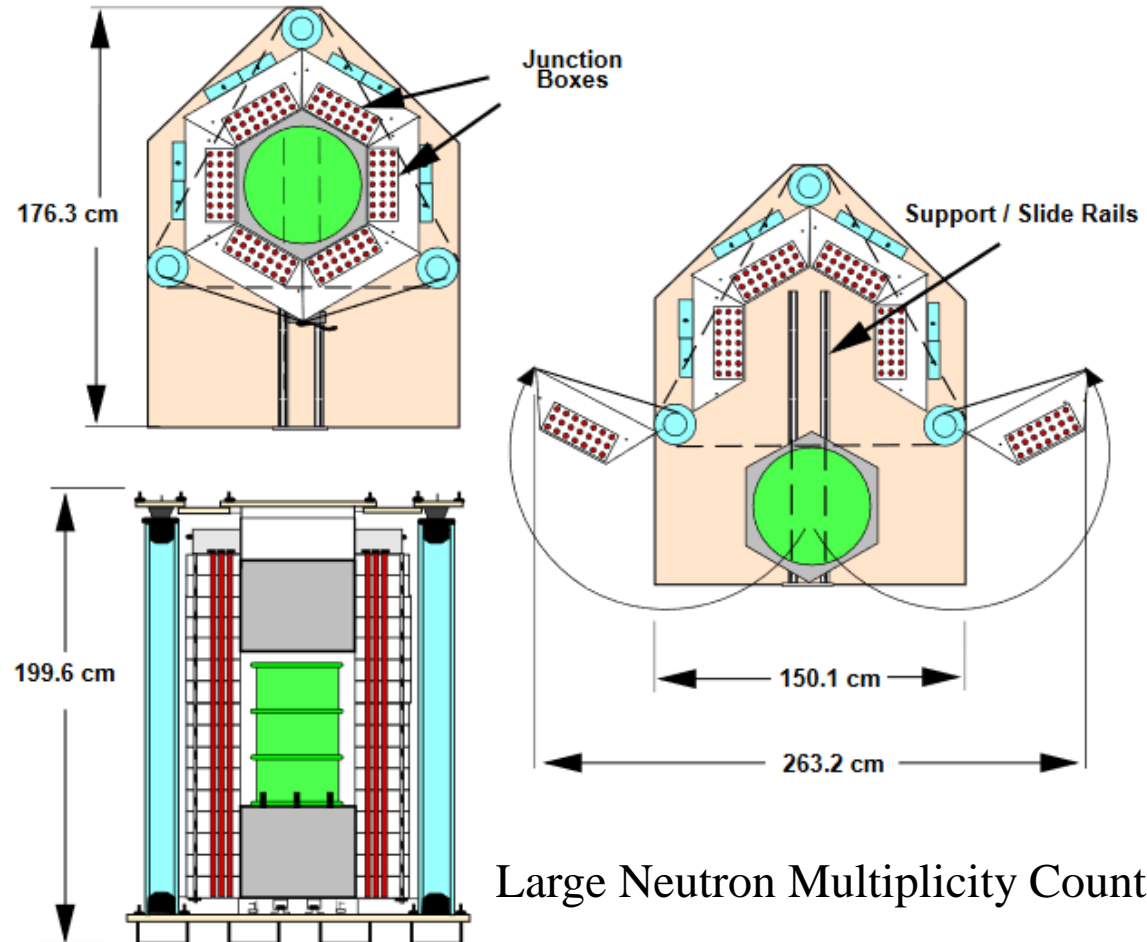 Junction
Boxes
176.3 cm
Support / Slide Rails
199.6 cm
150.1 cm
263.2 cm
Large Neutron Multiplicity Count